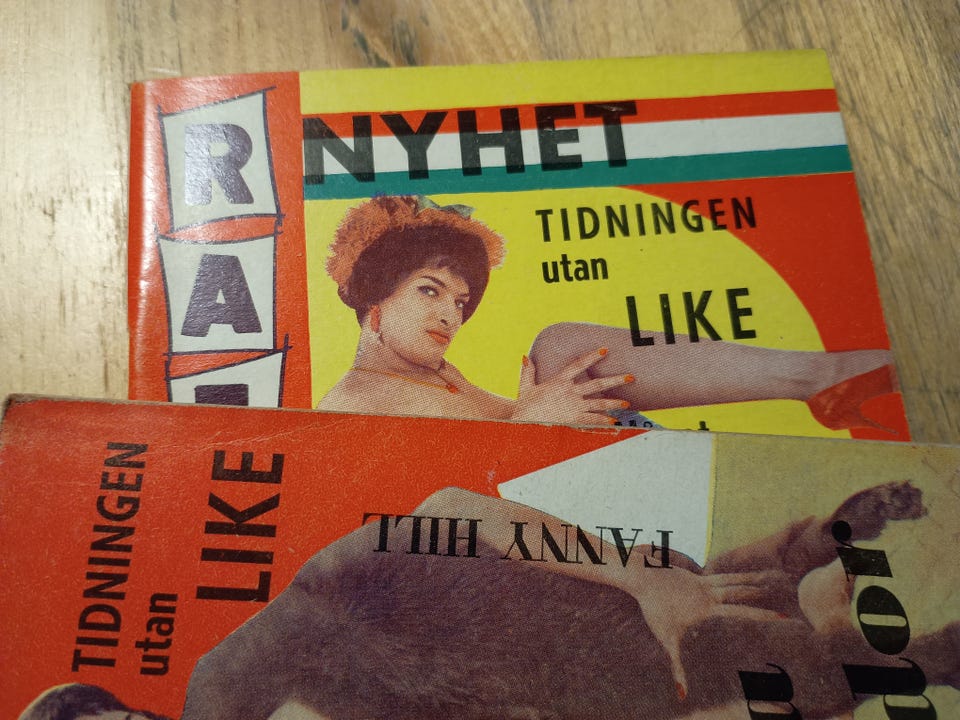 RA
NYHET
TIDNINGEN
utan
LIKE
TIDNINGEN
utan
LIKE
FANNY HILL